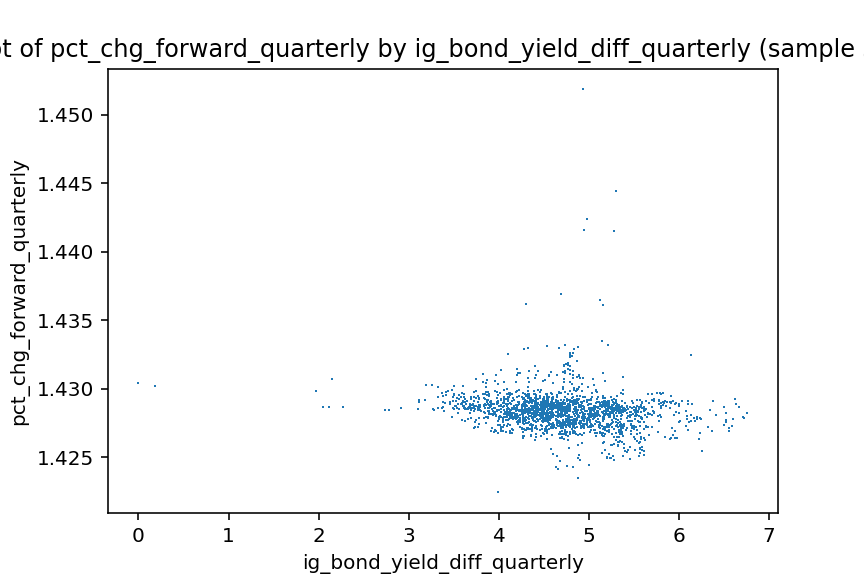 of pct_chg_forward_quarterly by ig_bond_yield_diff_quarterly (sample
1.450
1.445
1.440
1.435
1.430
1.425
pct_chg_forward_quarterly
0 1 2 3 4 5 6 7
ig_bond_yield_diff_quarterly